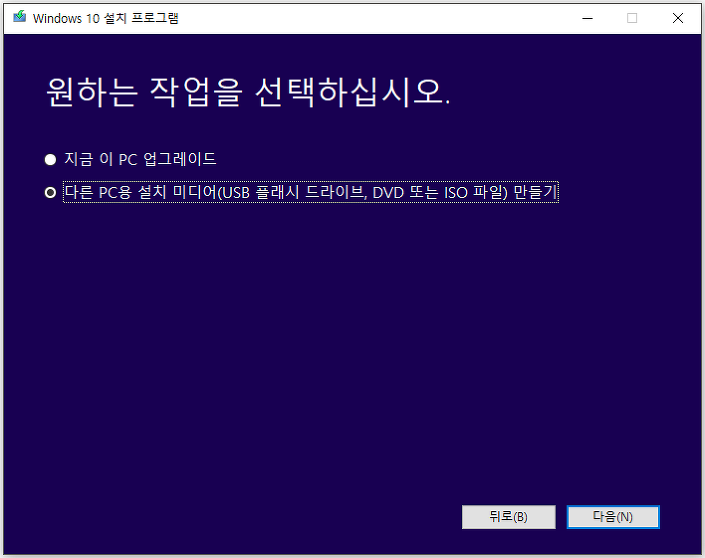 Windows 10 설치 프로그램
원하는 작업을 선택하십시오.
지금 이 PC 업그레이드
다른 PC용 설치 미디어(USB 플래시 드라이브, DVD 또는 ISO 파일) 만들기
뒤로(B) 다음(N)